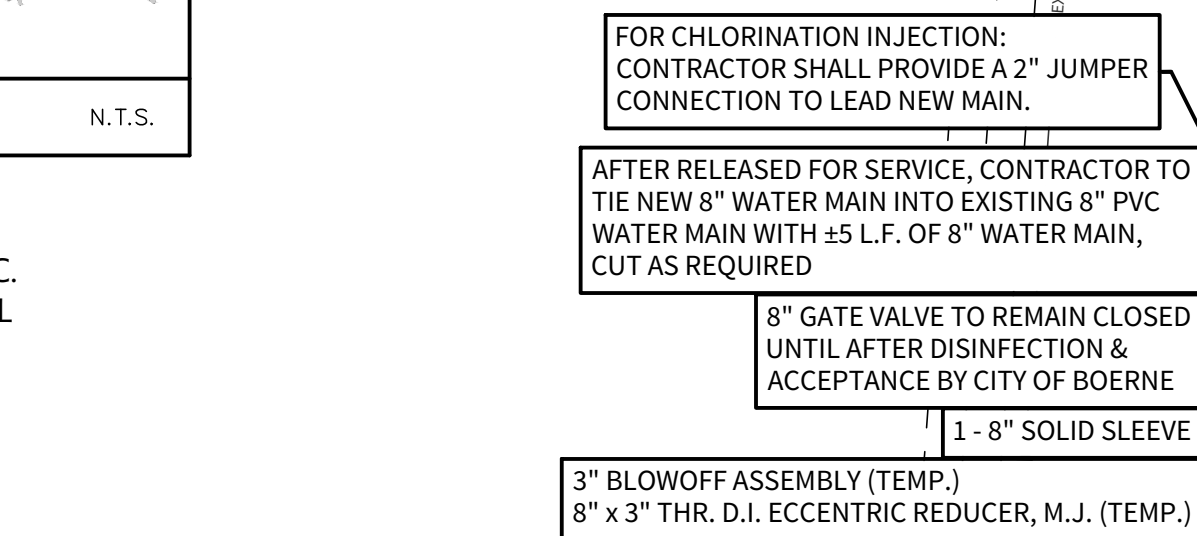 N.T.S.
C.
L
EX
FOR CHLORINATION INJECTION:
CONTRACTOR SHALL PROVIDE A 2" JUMPER
CONNECTION TO LEAD NEW MAIN.
AFTER RELEASED FOR SERVICE, CONTRACTOR TO
TIE NEW 8" WATER MAIN INTO EXISTING 8" PVC
WATER MAIN WITH ±5 L.F. OF 8" WATER MAIN,
CUT AS REQUIRED
8" GATE VALVE TO REMAIN CLOSED
UNTIL AFTER DISINFECTION &
ACCEPTANCE BY CITY OF BOERNE
1 - 8" SOLID SLEEVE
3" BLOWOFF ASSEMBLY (TEMP.)
8" x 3" THR. D.I. ECCENTRIC REDUCER, M.J. (TEMP.)